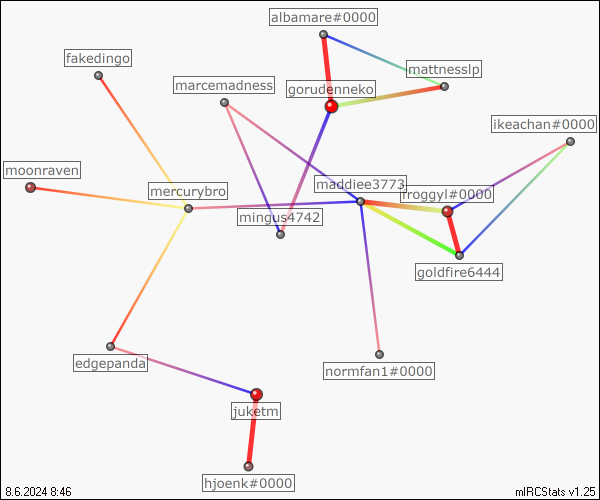 albamare#0000
fakedingo
mattnesslp
marcemadness
gorudenneko
ikeachan#0000
moonraven
maddiee3773
mercurybro
froggyl#0000
mingus4742
goldfire6444
edgepanda
normfan1#0000
juketm
hjoenk#0000
8.6.2024 8:46
mIRCStats v1.25